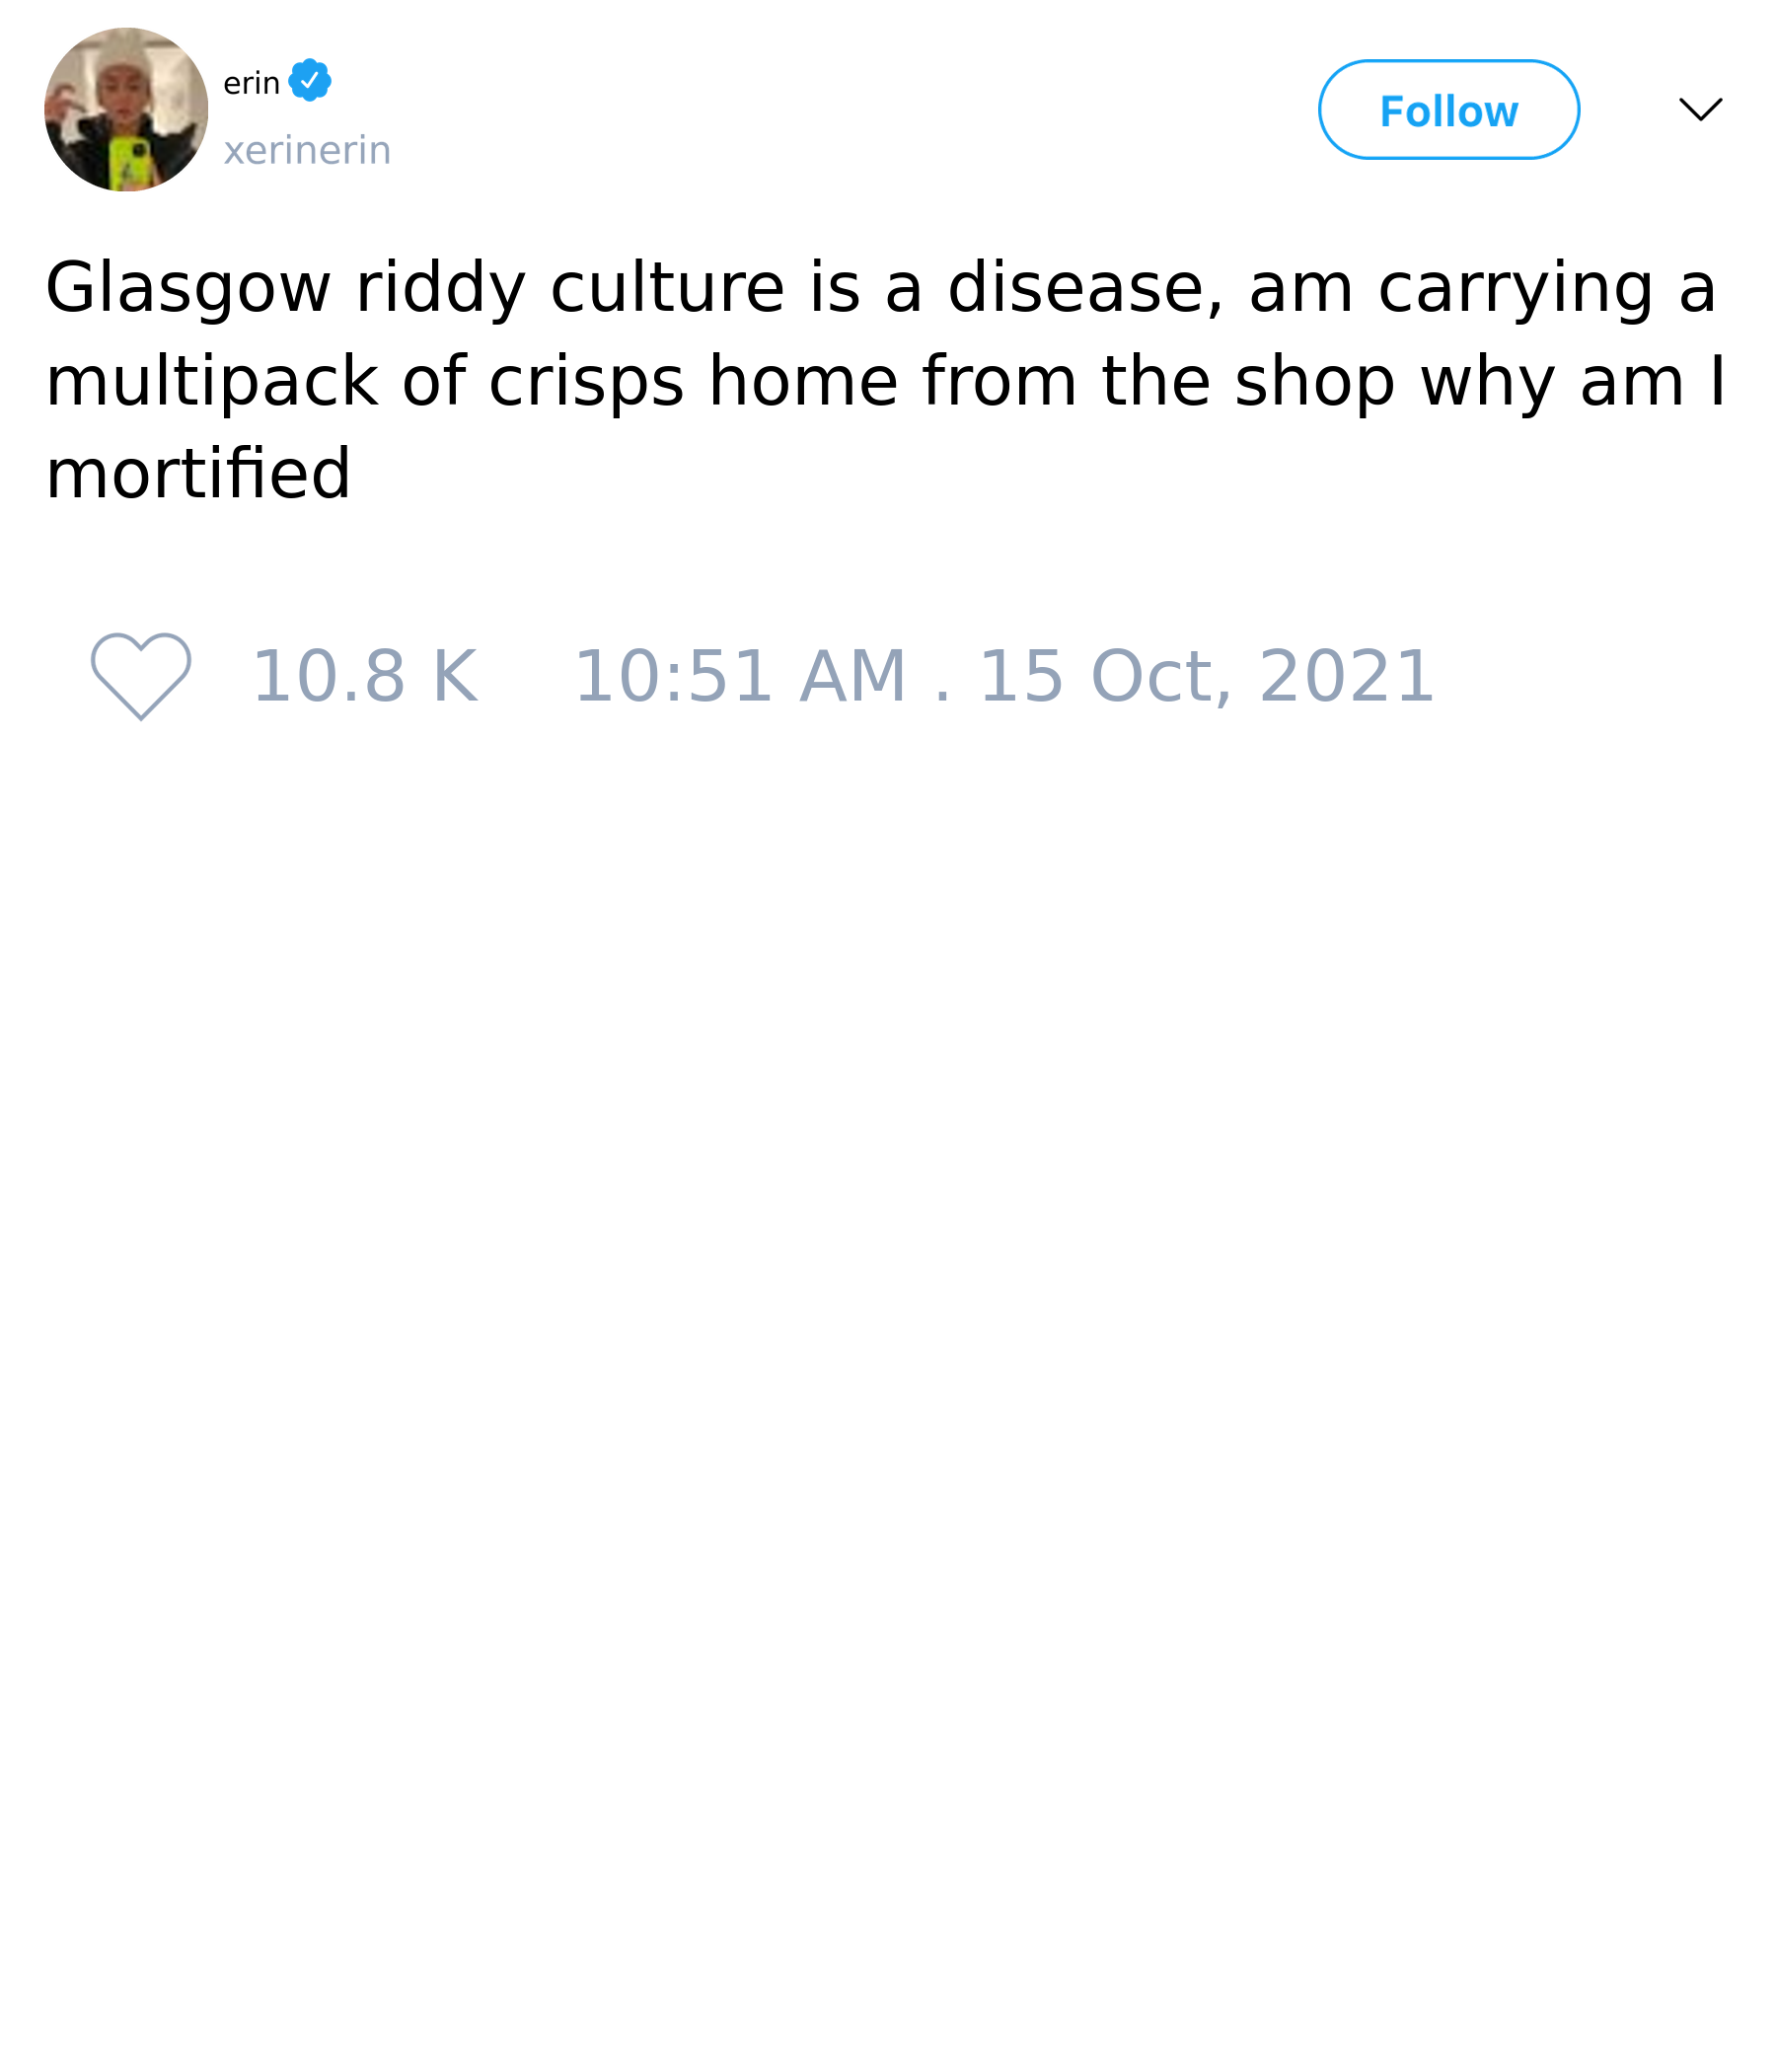 erin
xerinerin
Follow
Glasgow riddy culture is a disease, am carrying a
multipack of crisps home from the shop why am I
mortified
10.8 K 10:51 AM . 15 Oct, 2021